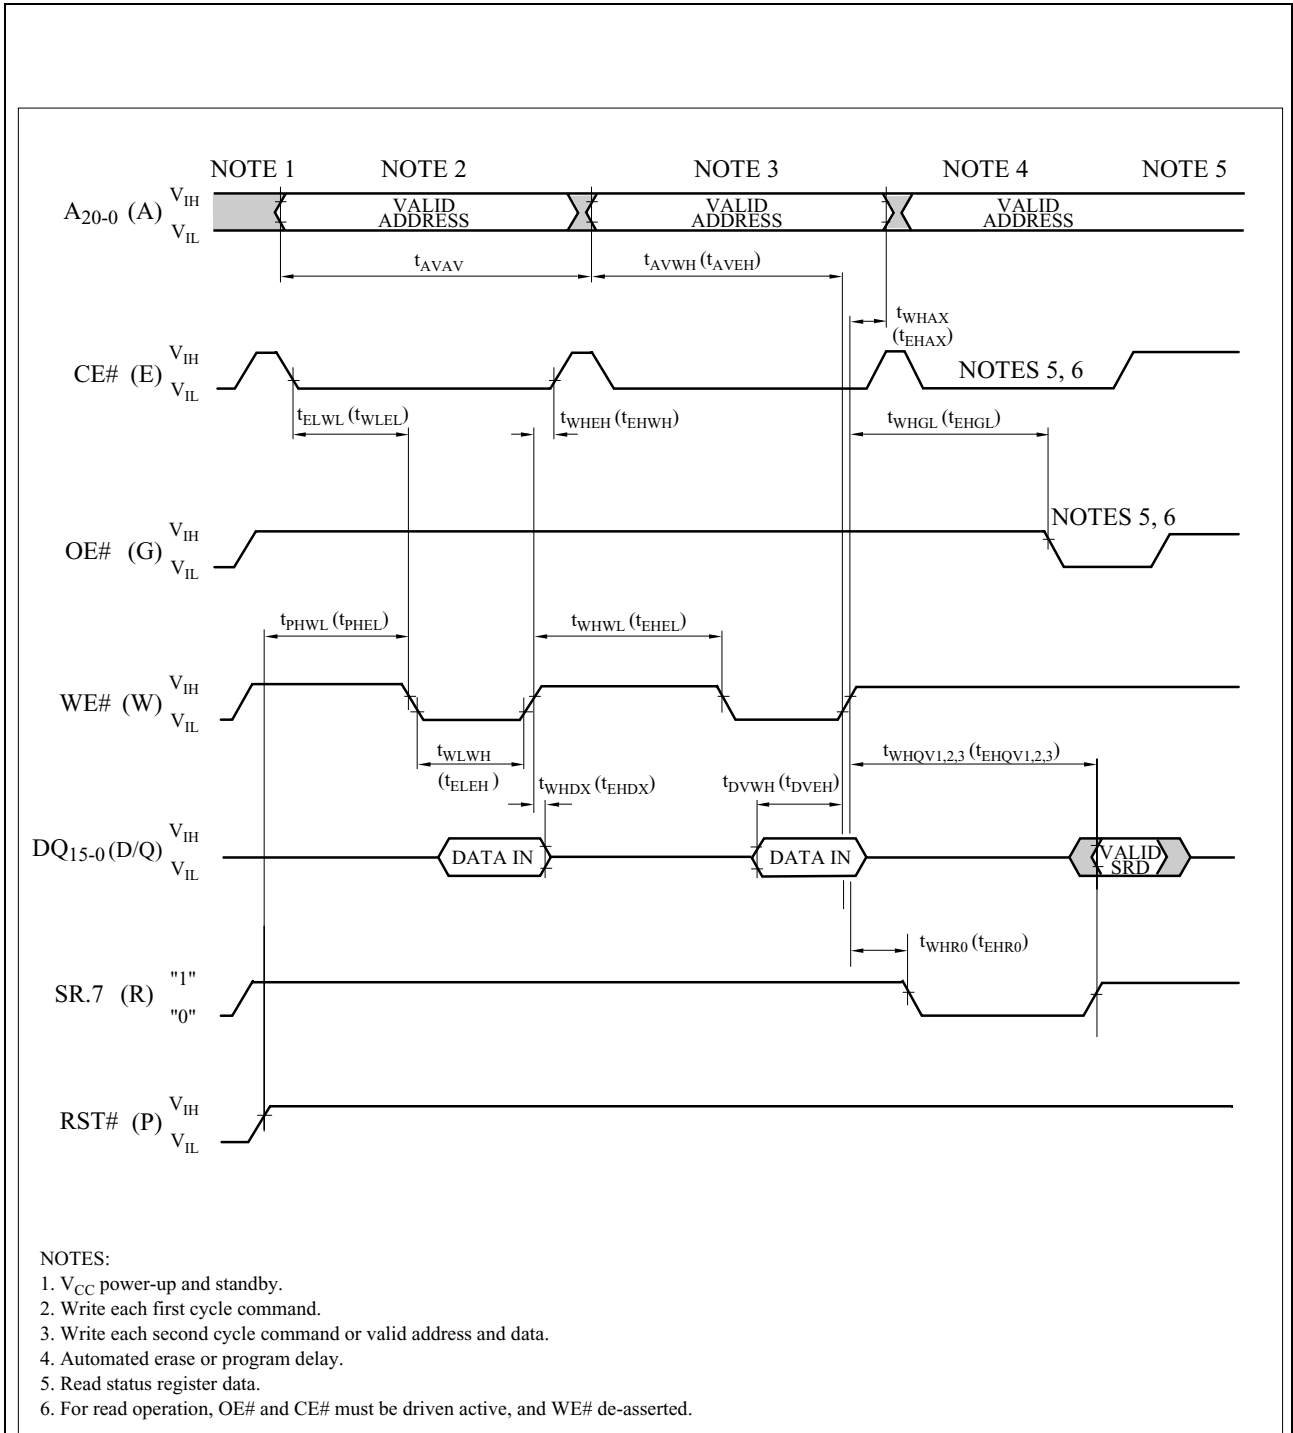 NOTE 1 NOTE 2 NOTE 3 NOTE 4 NOTE 5
A20-0 (A) VIH VIL
VALID ADDRESS VALID ADDRESS VALID ADDRESS
tAVAV tAVWH (tAVEH)
tWHAX
(tEHAX)
CE# (E) VIH VIL
NOTES 5, 6
tELWL (tWLEL) tWHEH (tEHWH) tWHGL (tEHGL)
OE# (G) VIH VIL
NOTES 5, 6
tPHWL (tPHEL) tWHWL (tEHEL)
WE# (W) VIH VIL
tWLWH
(tELEH) tWHDX (tEHDX) tDVWH (tDVEH) tWHQV1,2,3 (tEHQV1,2,3)
DQ15-0 (D/Q) VIH VIL
DATA IN DATA IN VALID SRD
tWHR0 (tEHR0)
SR.7 (R) "1" "0"
RST# (P) VIH VIL
NOTES:
1. VCC power-up and standby.
2. Write each first cycle command.
3. Write each second cycle command or valid address and data.
4. Automated erase or program delay.
5. Read status register data.
6. For read operation, OE# and CE# must be driven active, and WE# de-asserted.